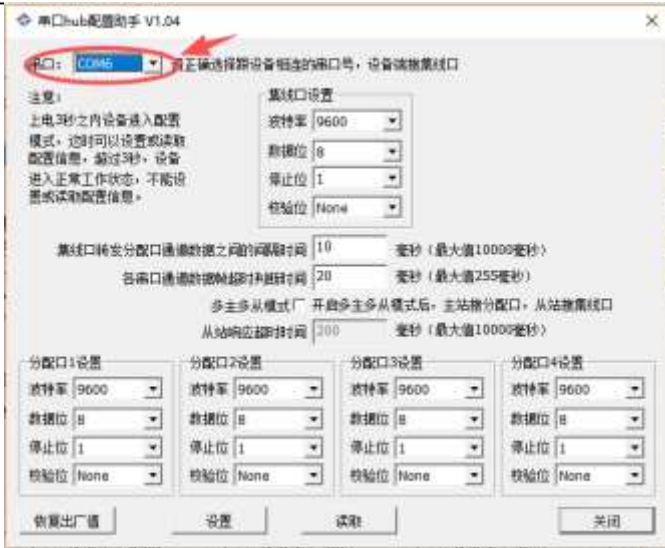 串口hub配置助手 V1.04
串口: COM6 请正确选择跟设备相连的串口号，设备端接集线口
注意:
上电3秒之内设备进入配置
模式，这时可以设置或读取
配置信息，超过3秒，设备
进入正常工作状态，不能设
置或读取配置信息。
集线口设置
波特率 9600
数据位 8
停止位 1
校验位 None
集线口转发分配口通道数据之间的间隔时间 10 毫秒（最大值10000毫秒）
各串口通道数据帧超时判断时间 20 毫秒（最大值255毫秒）
多主多从模式 开启多主多从模式后，主站接分配口，从站接集线口
从站响应超时时间 200 毫秒（最大值10000毫秒）
分配口1设置 分配口2设置 分配口3设置 分配口4设置
波特率 9600 波特率 9600 波特率 9600 波特率 9600
数据位 8 数据位 8 数据位 8 数据位 8
停止位 1 停止位 1 停止位 1 停止位 1
校验位 None 校验位 None 校验位 None 校验位 None
恢复出厂值 设置 读取 关闭